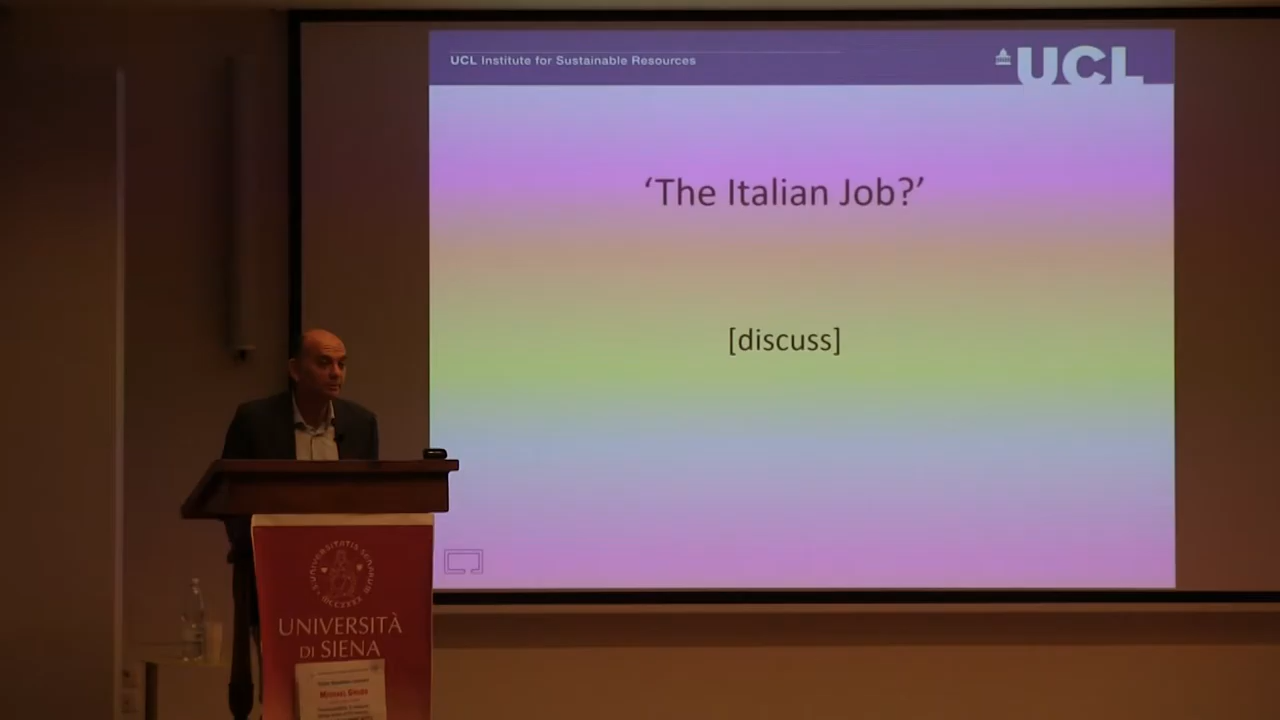 UCL Institute for Sustainable Resources
UCL
‘The Italian Job?’
[discuss]
UNIVERSITÀ
DI SIENA